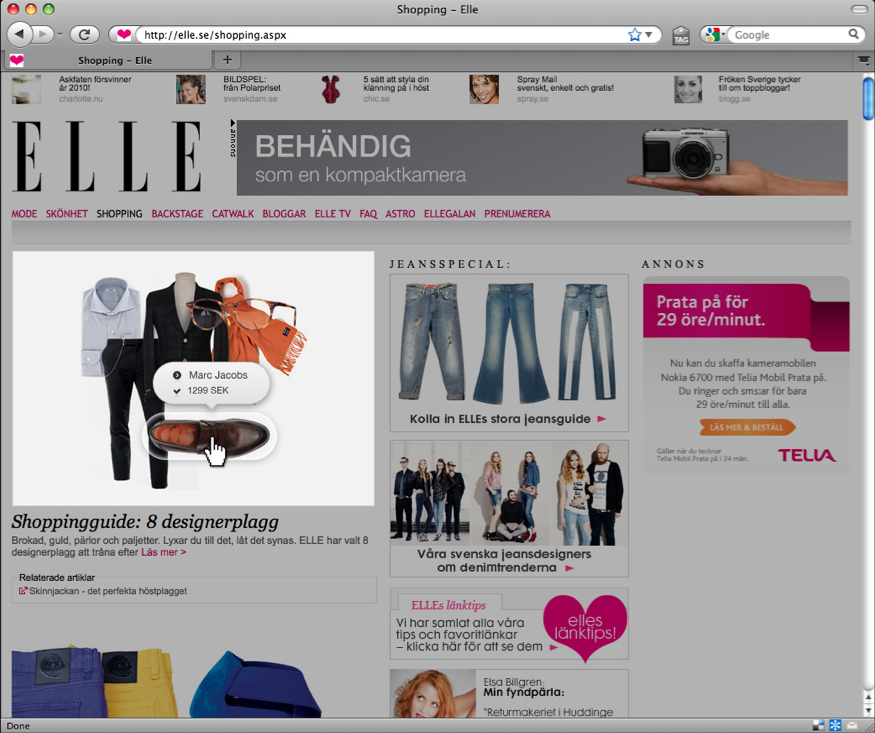 Shopping – Elle
http://elle.se/shopping.aspx
TAG
Google
Shopping – Elle
Askfaten försvinner
år 2010!
charlotte.nu
BILDSPEL:
från Polarpriset
svenskdam.se
5 sätt att styla din
klänning på i höst
chic.se
Spray Mail
svenskt, enkelt och gratis!
spray.se
Fröken Sverige tycker
till om toppbloggar!
blogg.se
ELLE
annons
BEHÄNDIG
som en kompaktkamera
MODE SKÖNHET SHOPPING BACKSTAGE CATWALK BLOGGAR ELLE TV FAQ ASTRO ELLEGALAN PRENUMERERA
Marc Jacobs
1299 SEK
Shoppingguide: 8 designerplagg
Brokad, guld, pärlor och paljetter. Lyxar du till det, låt det synas. ELLE har valt 8
designerplagg att tråna efter Läs mer >
Relaterade artiklar
Skinnjackan - det perfekta höstplagget
JEANSSPECIAL:
Kolla in ELLEs stora jeansguide
Våra svenska jeansdesigners
om denimtrenderna
ELLEs länktips
Vi har samlat alla våra
tips och favoritlänkar
– klicka här för att se dem
elles
länktips!
Elsa Billgren:
Min fyndpärla:
"Returmakeriet i Huddinge
ANNONS
Prata på för
29 öre/minut.
Nu kan du skaffa kameramobilen
Nokia 6700 med Telia Mobil Prata på.
Du ringer och sms:ar för bara
29 öre/minut till alla.
LÄS MER & BESTÄLL
Gäller när du tecknar
Telia Mobil Prata på i 24 mån.
TELIA
Done